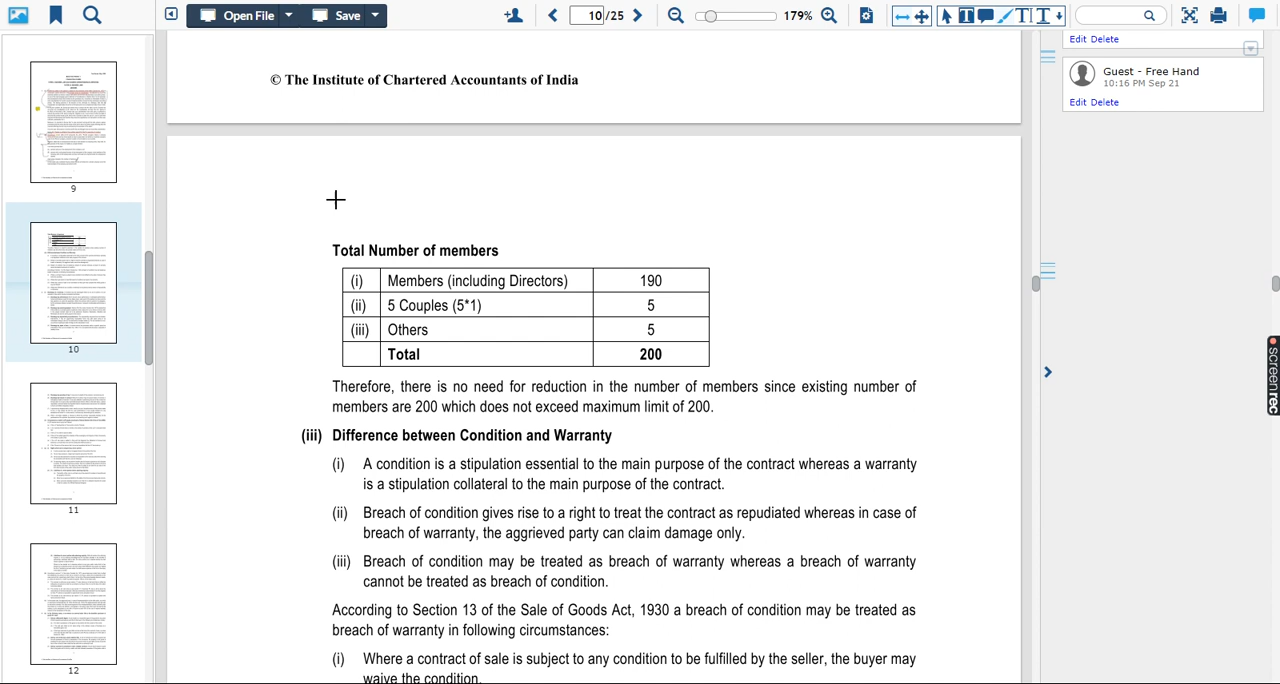 Open File
Save
10 /25
179%
Edit Delete
Guest - Free Hand
10:16 PM Sep 21
Edit Delete
9
10
11
12
© The Institute of Chartered Accountants of India
Total Number of members
(i) Members (including Directors) 190
(ii) 5 Couples (5*1) 5
(iii) Others 5
Total 200
Therefore, there is no need for reduction in the number of members since existing number of
members are 200 which does not exceed maximum limit of 200.
(iii) Difference between Condition and Warranty
(i) A condition is a stipulation essential to the main purpose of the contract whereas a warranty
is a stipulation collateral to the main purpose of the contract.
(ii) Breach of condition gives rise to a right to treat the contract as repudiated whereas in case of
breach of warranty, the aggrieved party can claim damage only.
(iii) Breach of condition may be treated as breach of warranty whereas a breach of warranty
cannot be treated as breach of condition.
According to Section 13 of the Sale of Goods Act, 1930 a breach of condition may be treated as
breach of warranty in following circumstances:
(i) Where a contract of sale is subject to any condition to be fulfilled by the seller, the buyer may
waive the condition.
screenrec